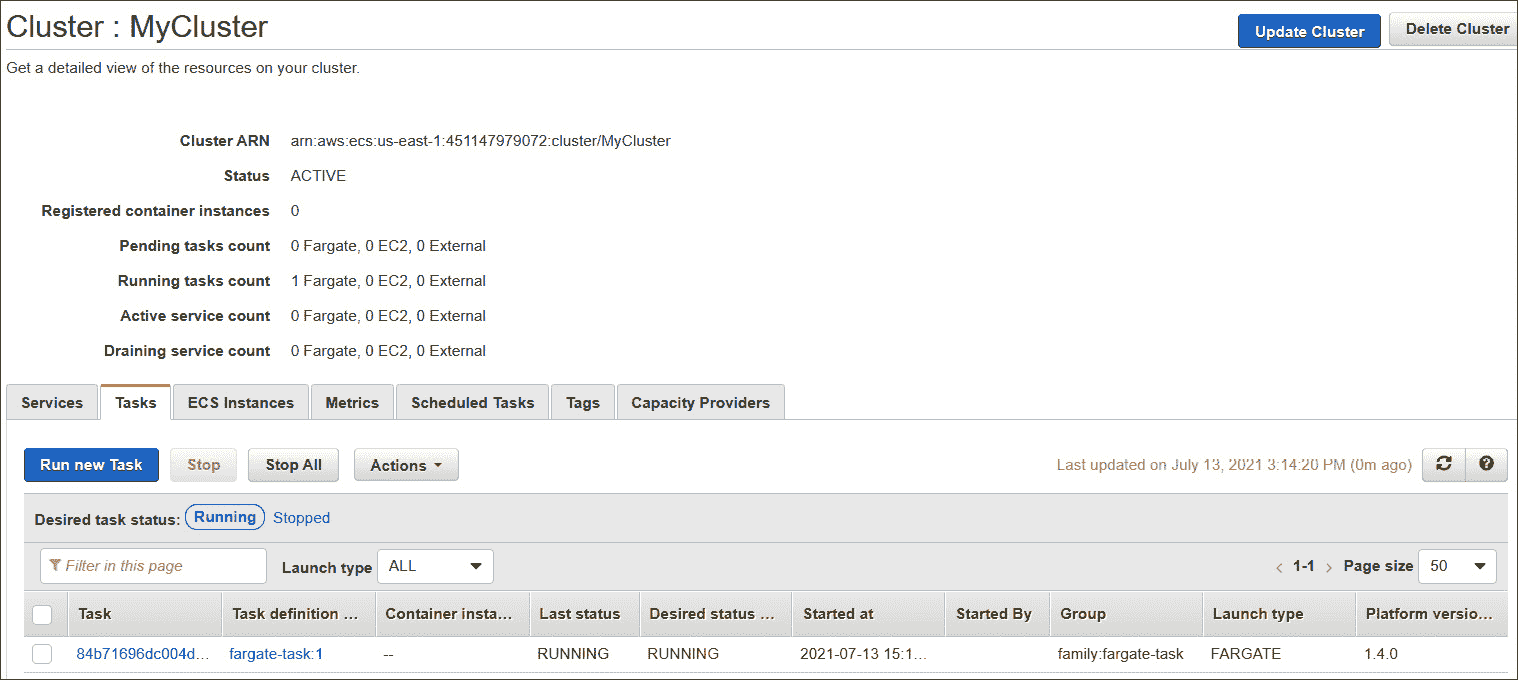 Cluster : MyCluster
Update Cluster
Delete Cluster
Get a detailed view of the resources on your cluster.
Cluster ARN arn:aws:ecs:us-east-1:451147979072:cluster/MyCluster
Status ACTIVE
Registered container instances 0
Pending tasks count 0 Fargate, 0 EC2, 0 External
Running tasks count 1 Fargate, 0 EC2, 0 External
Active service count 0 Fargate, 0 EC2, 0 External
Draining service count 0 Fargate, 0 EC2, 0 External
Services Tasks ECS Instances Metrics Scheduled Tasks Tags Capacity Providers
Run new Task Stop Stop All Actions Last updated on July 13, 2021 3:14:20 PM (0m ago)
Desired task status: Running Stopped
Filter in this page Launch type ALL < 1-1 > Page size 50
Task Task definition ... Container insta... Last status Desired status ... Started at Started By Group Launch type Platform versio...
84b71696dc004d... fargate-task:1 -- RUNNING RUNNING 2021-07-13 15:1... family:fargate-task FARGATE 1.4.0